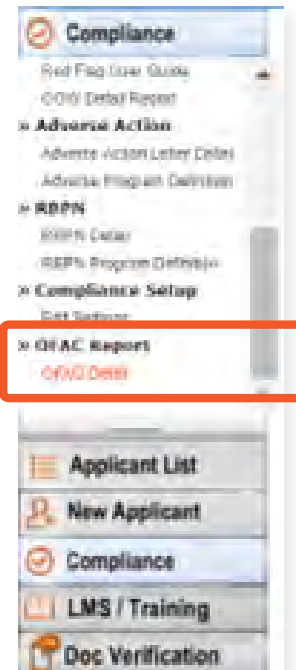 Compliance
Red Flag User Guide
Detail Report
» Adverse Action
Adverse Action Letter
Adverse Program Definition
» RBPN
RBPN
RBPN Program Definition
» Compliance Setup
Edit Settings
» OFAC Report
OFAC Detail
Applicant List
New Applicant
Compliance
LMS / Training
Doc Verification